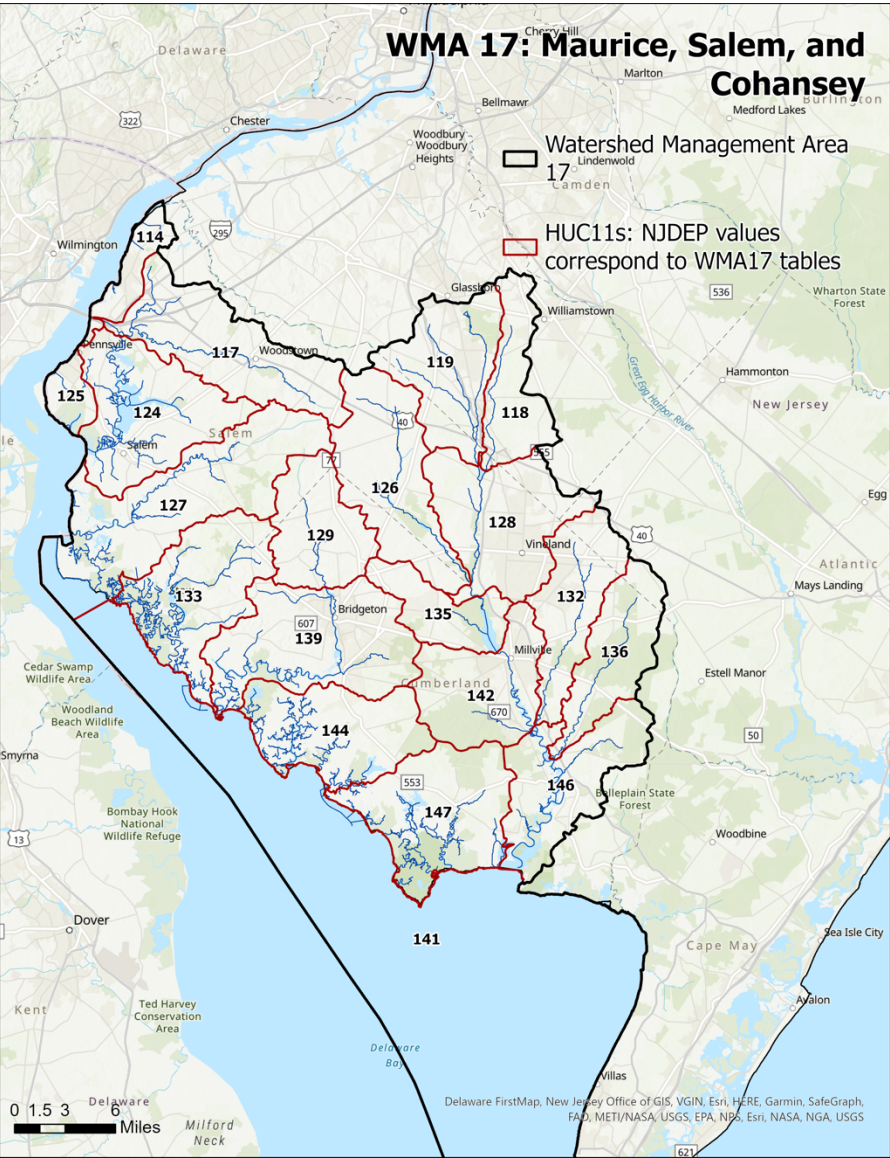 WMA 17: Maurice, Salem, and
Cohansey
Watershed Management Area
17
HUC11s: NJDEP values
correspond to WMA17 tables
Cherry Hill
Delaware
Marlton
Burlington
Bellmawr
Medford Lakes
322
Chester
Woodbury
Woodbury
Heights
Lindenwold
Camden
295
114
Wilmington
Glassboro
536
Wharton State
Forest
Williamstown
Pennsville
117
Woodstown
119
Great Egg Harbor River
Hammonton
125
124
118
New Jersey
40
Salem
Salem
77
555
126
127
Egg
128
129
Vineland
40
Atlantic
Mays Landing
133
132
135
Bridgeton
607
139
Millville
136
Cedar Swamp
Wildlife Area
Cumberland
Estell Manor
142
Woodland
Beach Wildlife
Area
670
144
50
Smyrna
553
146
Belleplain State
Forest
Bombay Hook
National
Wildlife Refuge
147
13
Woodbine
Dover
141
Sea Isle City
Cape May
Avalon
Kent
Ted Harvey
Conservation
Area
Delaware
Bay
Villas
0 1.5 3 6
Miles
Delaware
Milford
Neck
Delaware FirstMap, New Jersey Office of GIS, VGIN, Esri, HERE, Garmin, SafeGraph,
FAO, METI/NASA, USGS, EPA, NPS, Esri, NASA, NGA, USGS
621